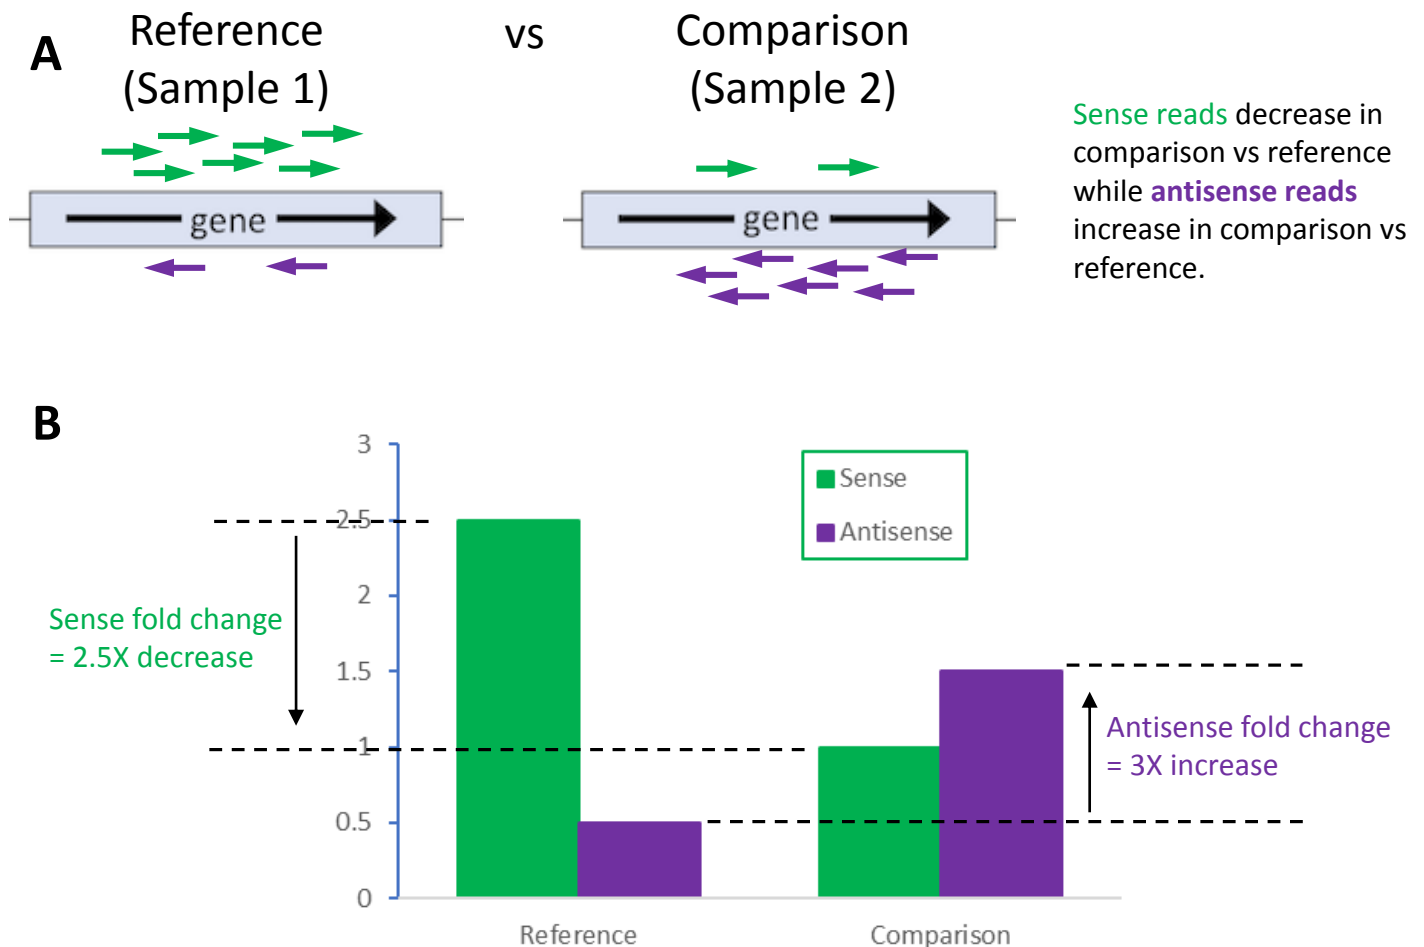 A
Reference
(Sample 1)
vs
Comparison
(Sample 2)
Sense reads decrease in
comparison vs reference
while antisense reads
increase in comparison vs
reference.
gene
gene
B
3
2.5
2
1.5
1
0.5
0
Sense
Antisense
Sense fold change
= 2.5X decrease
Antisense fold change
= 3X increase
Reference
Comparison